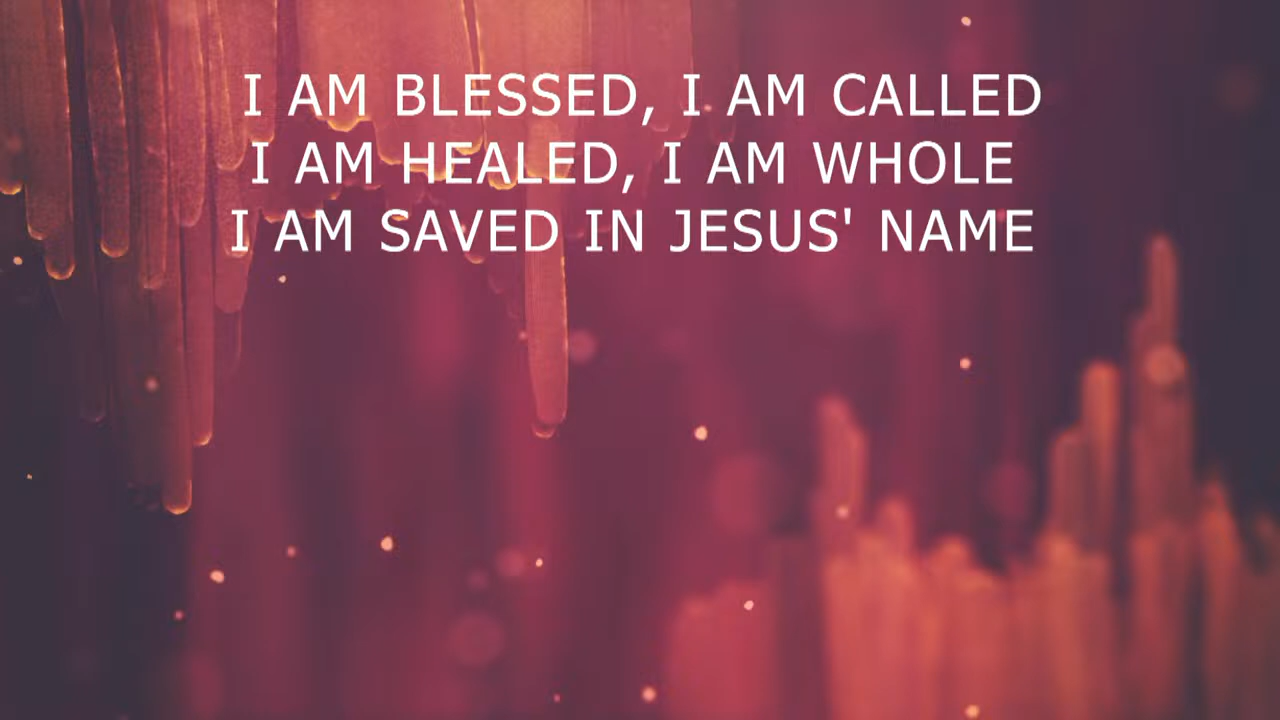 I AM BLESSED, I AM CALLED
I AM HEALED, I AM WHOLE
I AM SAVED IN JESUS' NAME